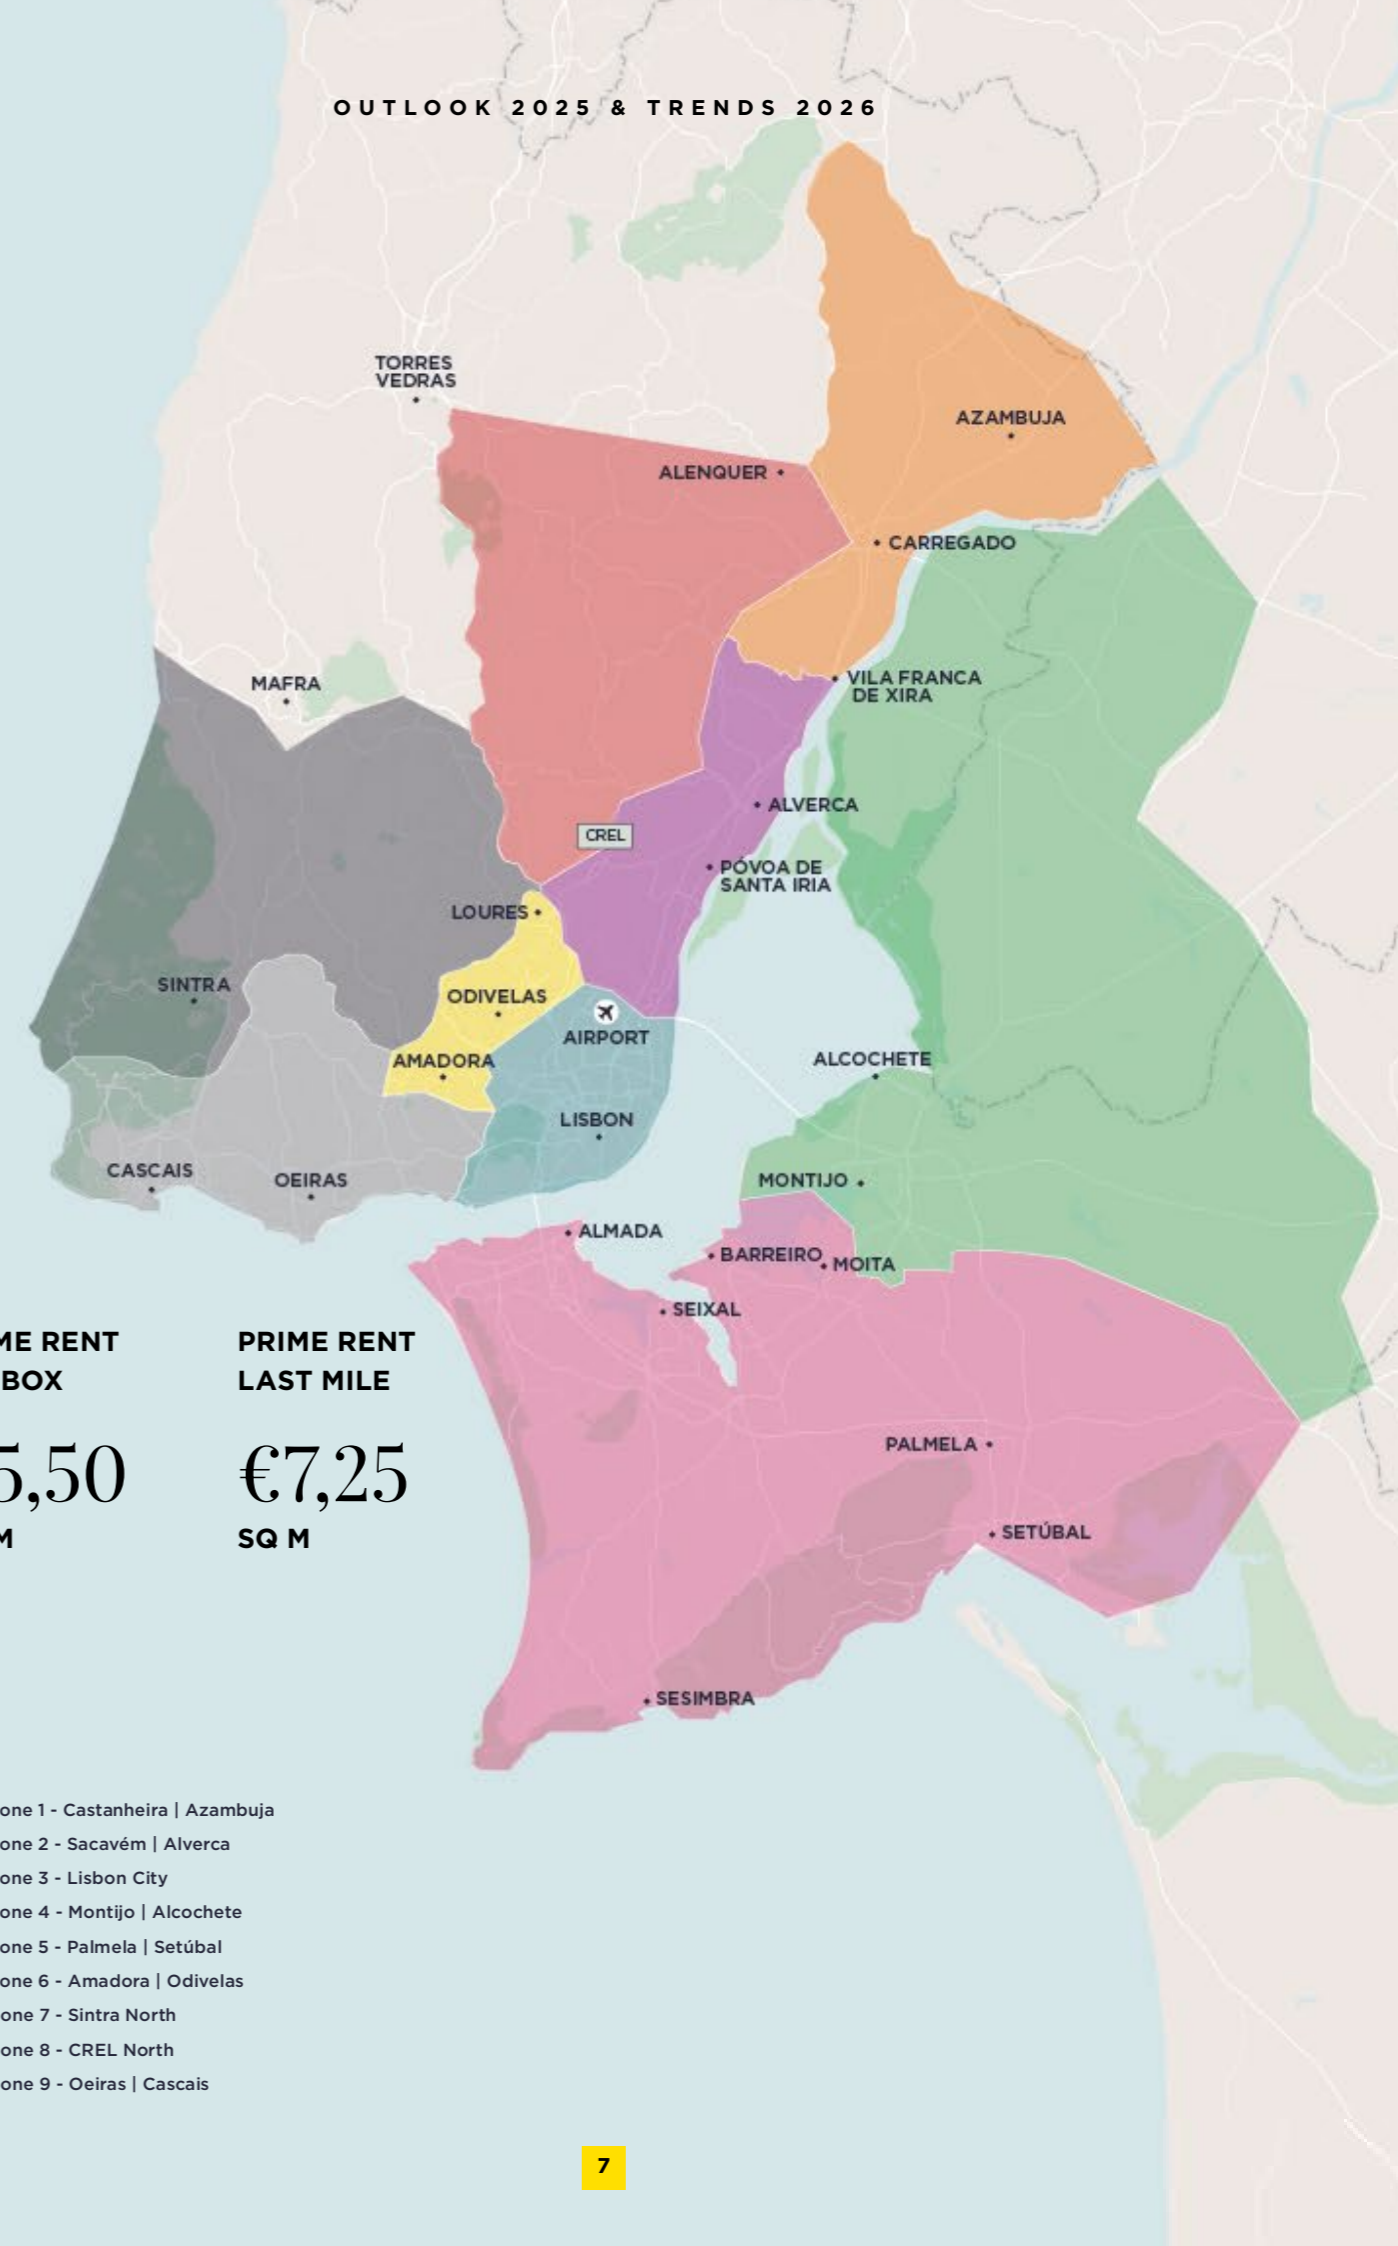 OUTLOOK 2025 & TRENDS 2026
TORRES
VEDRAS
AZAMBUJA
ALENQUER
CARREGADO
MAFRA
VILA FRANCA
DE XIRA
ALVERCA
CREL
PÓVOA DE
SANTA IRIA
LOURES
SINTRA
ODIVELAS
AIRPORT
AMADORA
ALCOCHETE
LISBON
CASCAIS
OEIRAS
MONTIJO
ALMADA
BARREIRO
MOITA
SEIXAL
PALMELA
SETÚBAL
SESIMBRA
ME RENT
BOX
5,50
M
PRIME RENT
LAST MILE
€7,25
SQ M
one 1 - Castanheira | Azambuja
one 2 - Sacavém | Alverca
one 3 - Lisbon City
one 4 - Montijo | Alcochete
one 5 - Palmela | Setúbal
one 6 - Amadora | Odivelas
one 7 - Sintra North
one 8 - CREL North
one 9 - Oeiras | Cascais
7